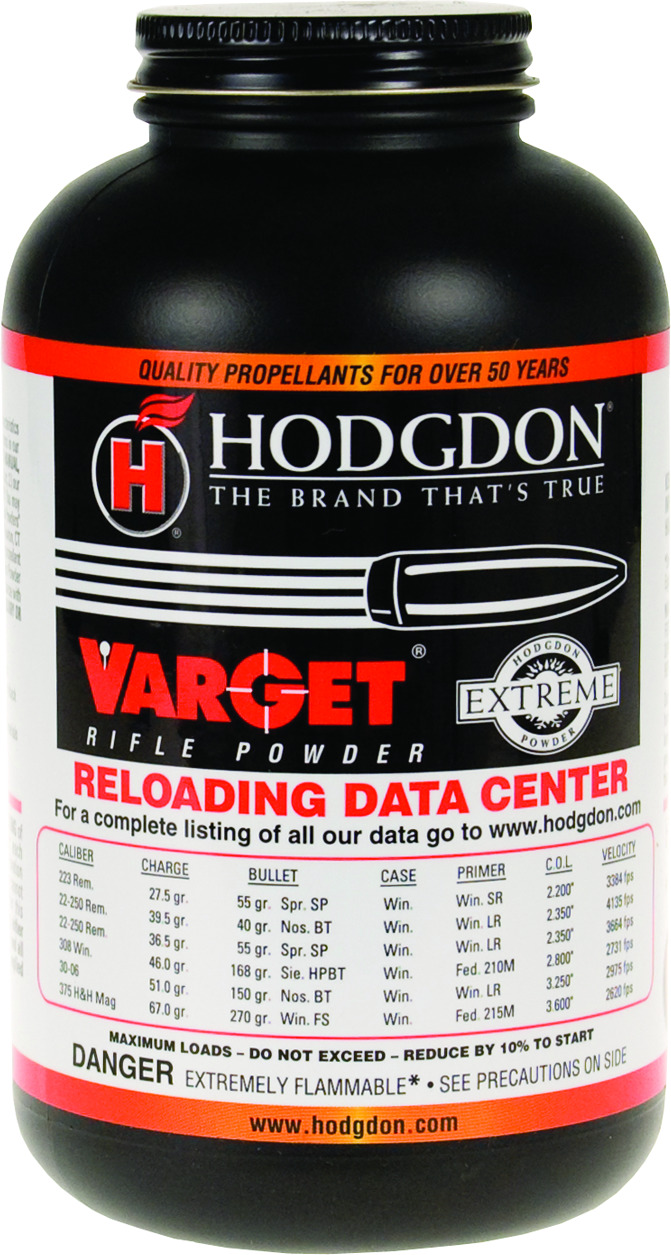 QUALITY PROPELLANTS FOR OVER 50 YEARS
H HODGDON®
®
THE BRAND THAT'S TRUE
VARGET®
RIFLE POWDER
HODGDON
EXTREME
POWDER
RELOADING DATA CENTER
For a complete listing of all our data go to www.hodgdon.com
CALIBER CHARGE BULLET CASE PRIMER C.O.L. VELOCITY
223 Rem. 27.5 gr. 55 gr. Spr. SP Win. Win. SR 2.200" 3384 fps
22-250 Rem. 39.5 gr. 40 gr. Nos. BT Win. Win. LR 2.350" 4135 fps
22-250 Rem. 36.5 gr. 55 gr. Spr. SP Win. Win. LR 2.350" 3664 fps
308 Win. 46.0 gr. 168 gr. Sie. HPBT Win. Fed. 210M 2.800" 2731 fps
30-06 51.0 gr. 150 gr. Nos. BT Win. Win. LR 3.250" 2975 fps
375 H&H Mag 67.0 gr. 270 gr. Win. FS Win. Fed. 215M 3.600" 2620 fps
MAXIMUM LOADS – DO NOT EXCEED – REDUCE BY 10% TO START
DANGER EXTREMELY FLAMMABLE* • SEE PRECAUTIONS ON SIDE
www.hodgdon.com